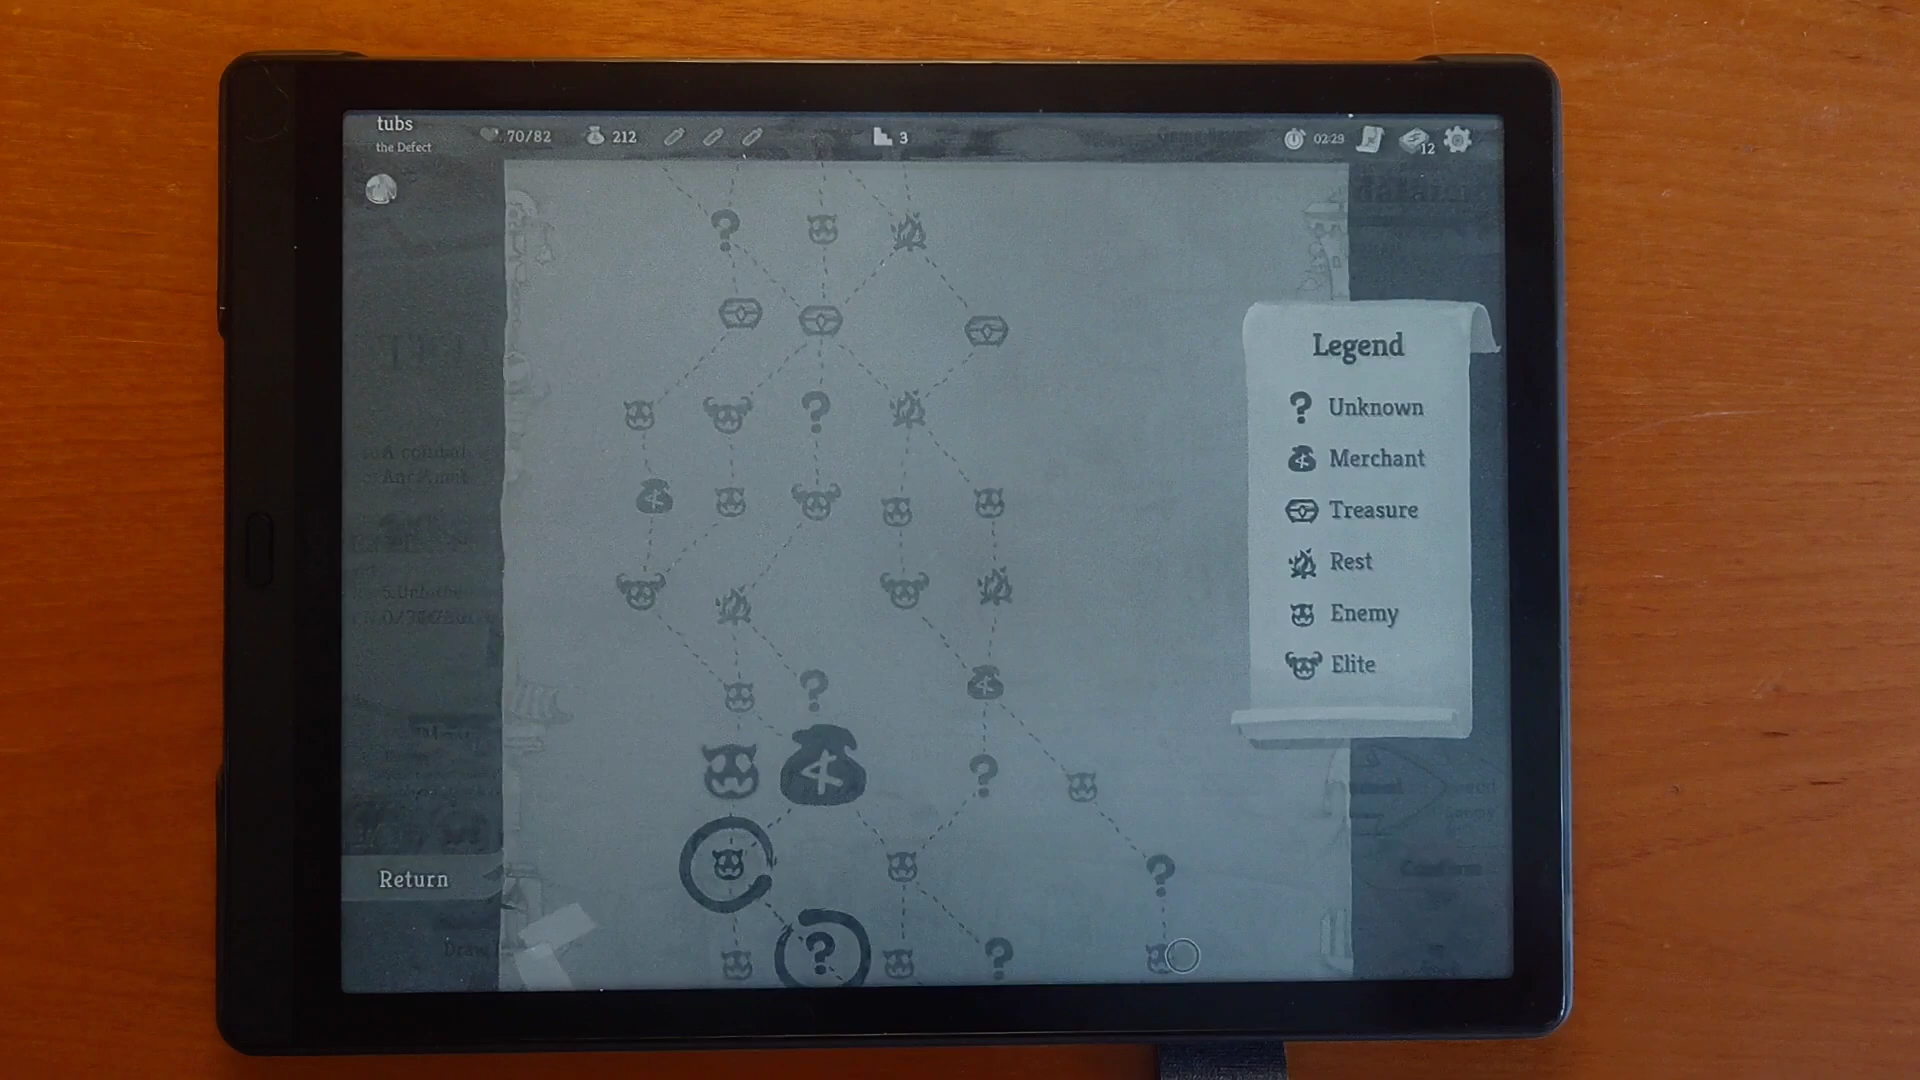 tubs
the Defect
70/82
212
3
02:29
12
Legend
Unknown
Merchant
Treasure
Rest
Enemy
Elite
Return